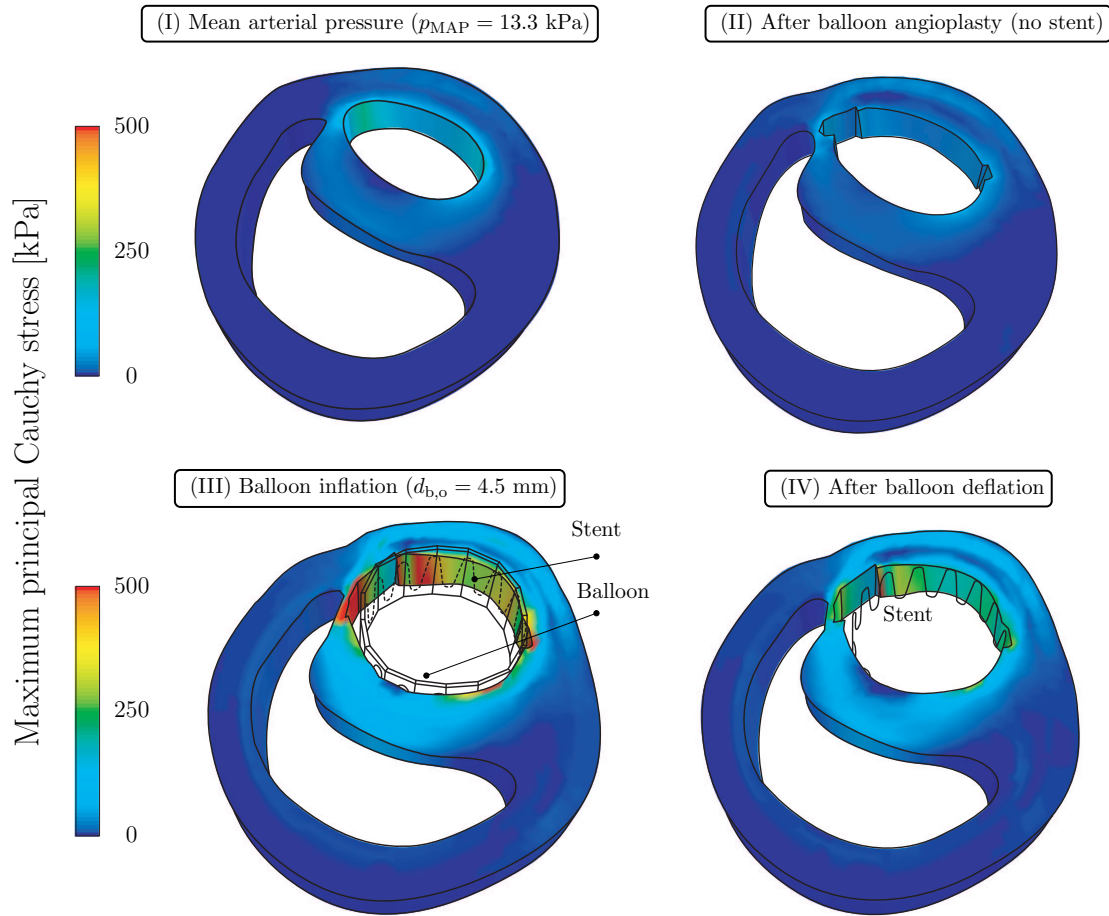 (I) Mean arterial pressure (p_MAP = 13.3 kPa)
(II) After balloon angioplasty (no stent)
Maximum principal Cauchy stress [kPa]
500
250
0
(III) Balloon inflation (d_b,o = 4.5 mm)
(IV) After balloon deflation
Stent
Balloon
Stent
500
250
0